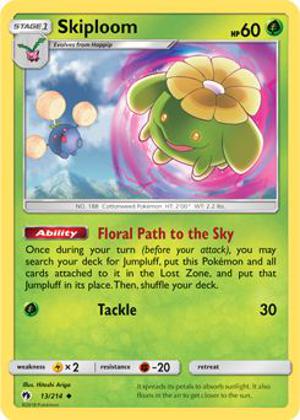 STAGE 1
Skiploom
HP60
Evolves from Hoppip
NO. 188 Cottonweed Pokémon HT: 2'00" WT: 2.2 lbs.
Ability Floral Path to the Sky
Once during your turn (before your attack), you may
search your deck for Jumpluff, put this Pokémon and all
cards attached to it in the Lost Zone, and put that
Jumpluff in its place. Then, shuffle your deck.
Tackle 30
weakness ×2 resistance -20 retreat
Illus. Hitoshi Ariga
13/214
©2018 Pokémon
It spreads its petals to absorb sunlight. It also
floats in the air to get closer to the sun.